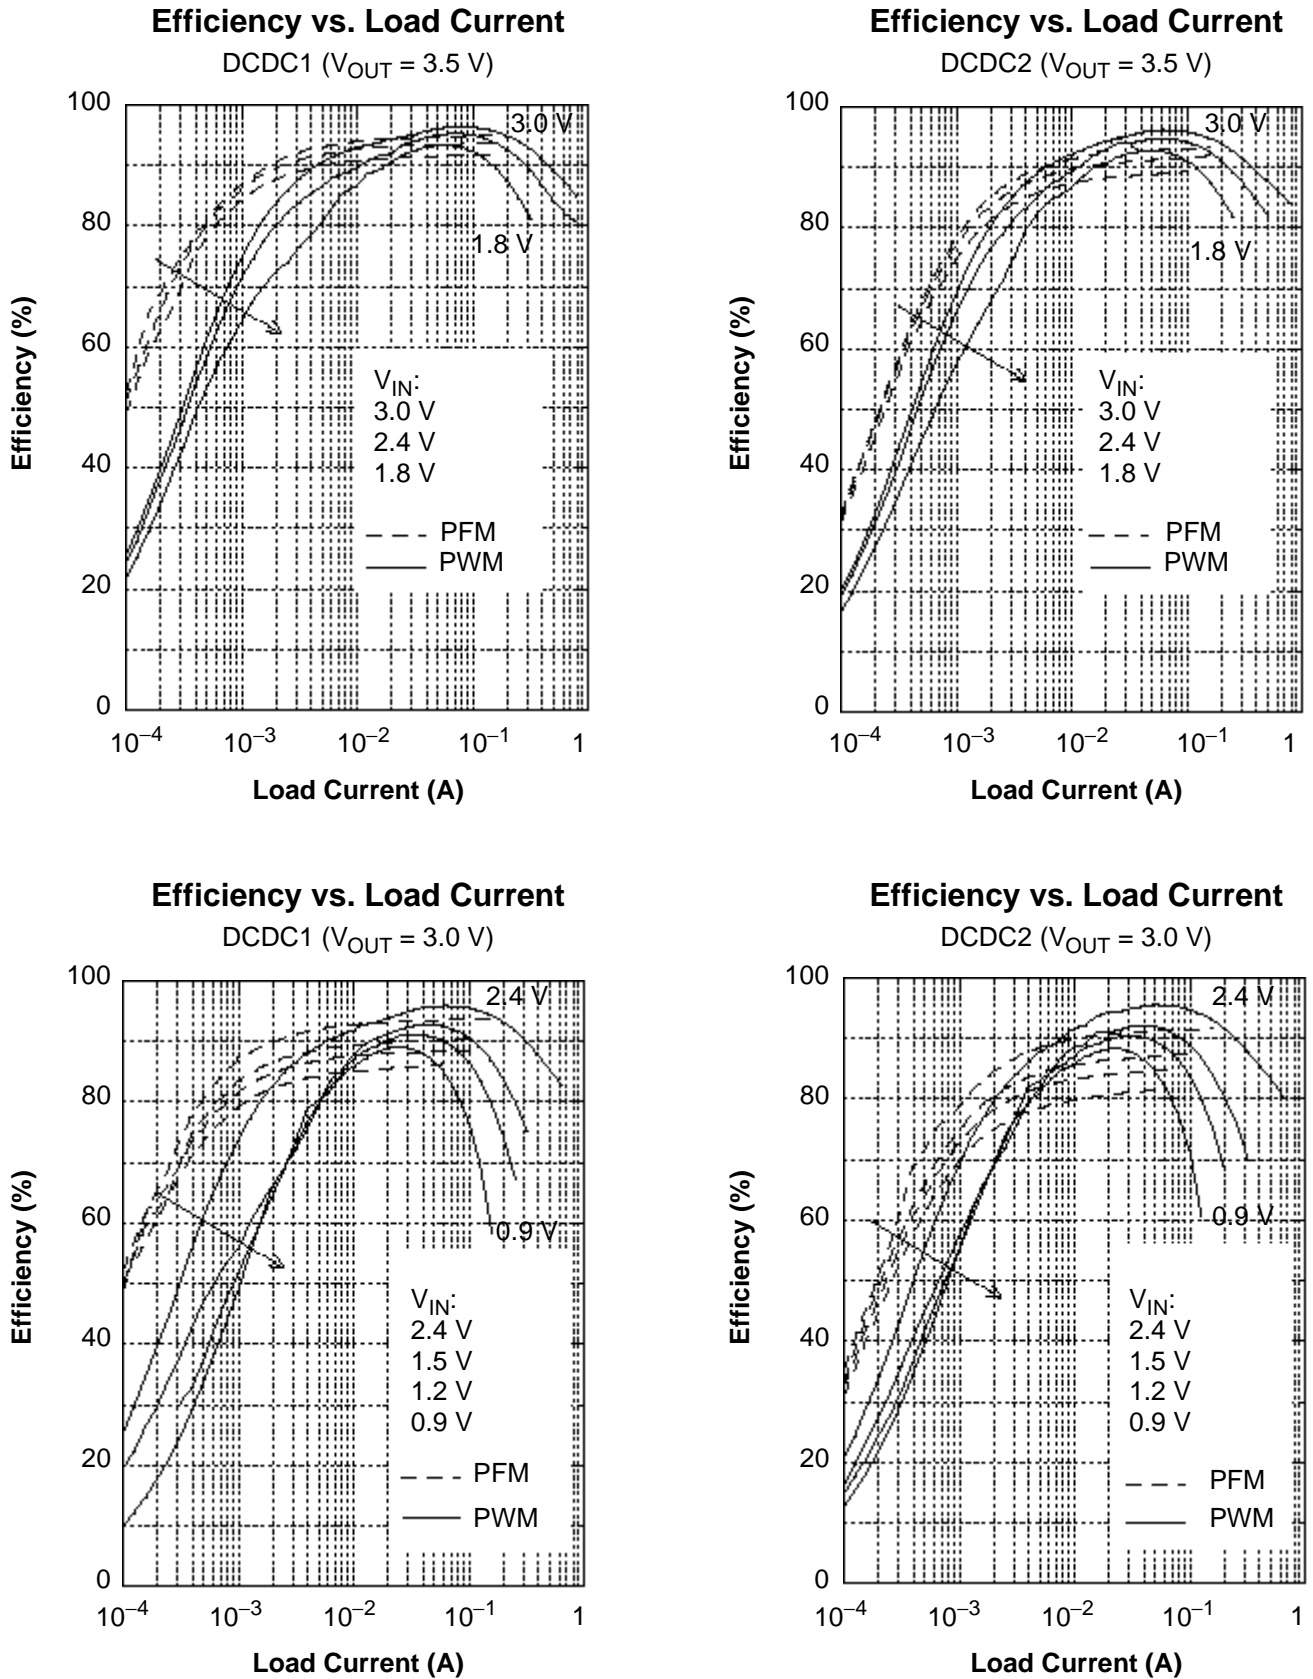 Efficiency vs. Load Current
DCDC1 (VOUT = 3.5 V)
100
80
60
40
20
0
Efficiency (%)
3.0 V
1.8 V
VIN:
3.0 V
2.4 V
1.8 V
PFM
PWM
10–4 10–3 10–2 10–1 1
Load Current (A)
Efficiency vs. Load Current
DCDC2 (VOUT = 3.5 V)
100
80
60
40
20
0
Efficiency (%)
3.0 V
1.8 V
VIN:
3.0 V
2.4 V
1.8 V
PFM
PWM
10–4 10–3 10–2 10–1 1
Load Current (A)
Efficiency vs. Load Current
DCDC1 (VOUT = 3.0 V)
100
80
60
40
20
0
Efficiency (%)
2.4 V
0.9 V
VIN:
2.4 V
1.5 V
1.2 V
0.9 V
PFM
PWM
10–4 10–3 10–2 10–1 1
Load Current (A)
Efficiency vs. Load Current
DCDC2 (VOUT = 3.0 V)
100
80
60
40
20
0
Efficiency (%)
2.4 V
0.9 V
VIN:
2.4 V
1.5 V
1.2 V
0.9 V
PFM
PWM
10–4 10–3 10–2 10–1 1
Load Current (A)